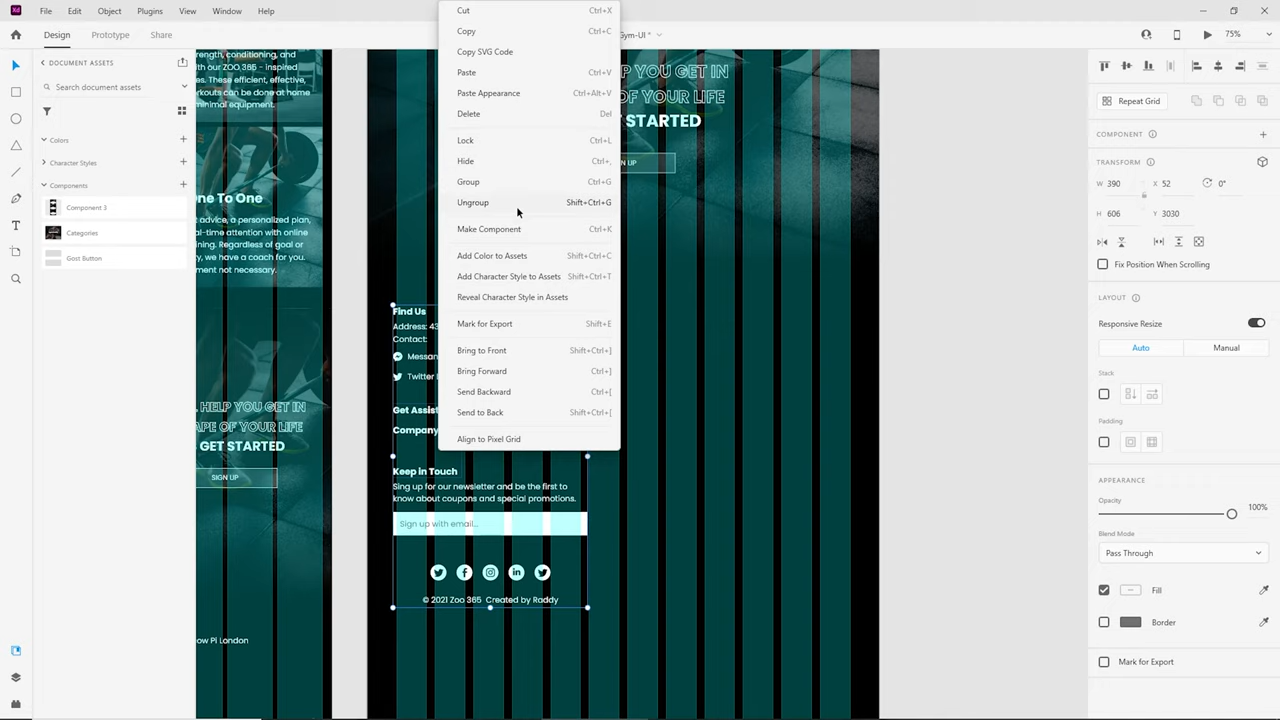 Xd
File
Edit
Object
Plugins
View
Window
Help
Design
Prototype
Share
Gym-UI *
75%
DOCUMENT ASSETS
Search document assets
Colors
Character Styles
Components
Component 3
Categories
Gost Button
rength, conditioning, and
ith our ZOO 365 - inspired
es. These efficient, effective,
rkouts can be done at home
minimal equipment.
ne To One
t advice, a personalized plan,
al-time attention with online
ining. Regardless of goal or
y, we have a coach for you.
ment not necessary.
HELP YOU GET IN
APE OF YOUR LIFE
GET STARTED
SIGN UP
ow Pl London
Cut Ctrl+X
Copy Ctrl+C
Copy SVG Code
Paste Ctrl+V
Paste Appearance Ctrl+Alt+V
Delete Del
Lock Ctrl+L
Hide Ctrl+,
Group Ctrl+G
Ungroup Shift+Ctrl+G
Make Component Ctrl+K
Add Color to Assets Shift+Ctrl+C
Add Character Style to Assets Shift+Ctrl+T
Reveal Character Style in Assets
Mark for Export Shift+E
Bring to Front Shift+Ctrl+]
Bring Forward Ctrl+]
Send Backward Ctrl+[
Send to Back Shift+Ctrl+[
Align to Pixel Grid
P YOU GET IN
OF YOUR LIFE
STARTED
N UP
Find Us
Address: 43
Contact:
Messan
Twitter
Get Assist
Company
Keep in Touch
Sing up for our newsletter and be the first to
know about coupons and special promotions.
Sign up with email...
© 2021 Zoo 365 Created by Raddy
Repeat Grid
COMPONENT
TRANSFORM
W 390 X 52 0°
H 606 Y 3030
Fix Position When Scrolling
LAYOUT
Responsive Resize
Auto
Manual
Stack
Padding
APPEARANCE
Opacity
100%
Blend Mode
Pass Through
Fill
Border
Mark for Export